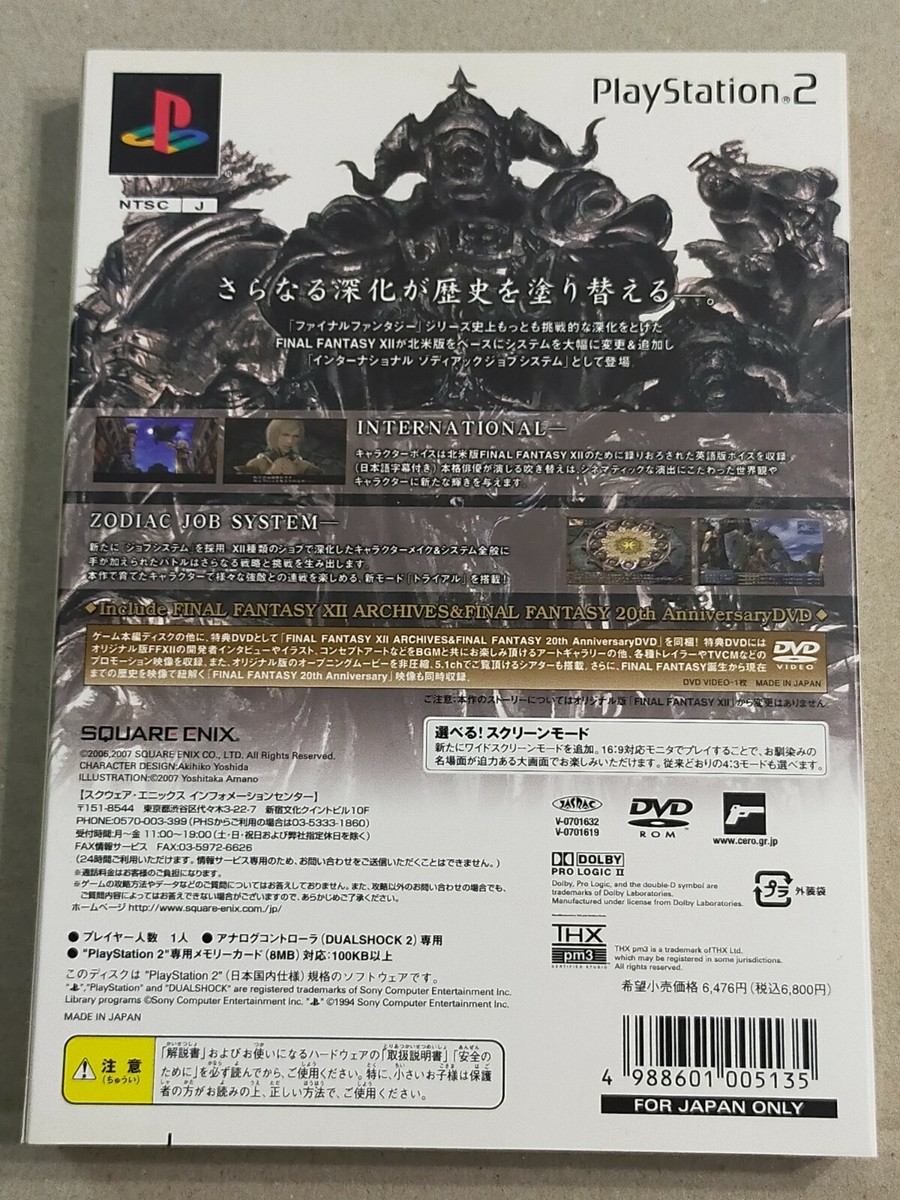 PlayStation®2
NTSC J
さらなる深化が歴史を塗り替える―。
「ファイナルファンタジー」シリーズ史上もっとも挑戦的な深化をとげた
FINAL FANTASY XIIが北米版をベースにシステムを大幅に変更&追加し
「インターナショナル ソディアックジョブシステム」として登場。
INTERNATIONAL―
キャラクターボイスは北米版FINAL FANTASY XIIのために録りおろされた英語版ボイスを収録
(日本語字幕付き) 本格俳優が演じる吹き替えは、シネマティックな演出にこだわった世界観や
キャラクターに新たな輝きを与えます
ZODIAC JOB SYSTEM―
新たに「ジョブシステム」を採用 XII種類のジョブで深化したキャラクターメイク&システム全般に
手が加えられたバトルはさらなる戦略と挑戦を生み出します
本作で育てたキャラクターで様々な強敵との連戦を楽しめる、新モード「トライアル」を搭載!
◆Include FINAL FANTASY XII ARCHIVES&FINAL FANTASY 20th AnniversaryDVD◆
ゲーム本編ディスクの他に、特典DVDとして「FINAL FANTASY XII ARCHIVES&FINAL FANTASY 20th AnniversaryDVD」を同梱! 特典DVDには
オリジナル版FFXIIの開発者インタビューやイラスト、コンセプトアートなどをBGMと共にお楽しみ頂けるアートギャラリーの他、各種トレイラーやTVCMなどの
プロモーション映像を収録。また、オリジナル版のオープニングムービーを非圧縮、5.1chでご覧頂けるシアターも搭載。さらに、FINAL FANTASY誕生から現在
までの歴史を映像で紐解く「FINAL FANTASY 20th Anniversary」映像も同時収録。
DVD VIDEO
DVD VIDEO-1枚 MADE IN JAPAN
ご注意:本作のストーリーについてはオリジナル版「FINAL FANTASY XII」から変更はありません。
SQUARE ENIX.
©2006,2007 SQUARE ENIX CO., LTD. All Rights Reserved.
CHARACTER DESIGN:Akihiko Yoshida
ILLUSTRATION:©2007 Yoshitaka Amano
選べる! スクリーンモード
新たにワイドスクリーンモードを追加。16:9対応モニタでプレイすることで、お馴染みの
名場面が迫力ある大画面でお楽しみいただけます。従来どおりの4:3モードも選べます。
【スクウェア・エニックス インフォメーションセンター】
〒151-8544 東京都渋谷区代々木3-22-7 新宿文化クイントビル10F
PHONE:0570-003-399 (PHSからご利用の場合は03-5333-1860)
受付時間:月~金 11:00~19:00(土・日・祝日および弊社指定休日を除く)
FAX情報サービス FAX:03-5972-6626
(24時間ご利用いただけます。情報サービス専用のため、お問い合わせをご送信いただくことはできません。)
※通話料金はお客様のご負担になります。
※ゲームの攻略方法やデータなどのご質問についてはお答えしておりません。また、攻略以外のお問い合わせの場合でも、
ご質問内容によってはお答えできない場合がございますので、あらかじめご了承ください。
ホームページ http://www.square-enix.com./jp/
JASRAC
V-0701632
V-0701619
DVD ROM
www.cero.gr.jp
DOLBY
PRO LOGIC II
Dolby, Pro Logic, and the double-D symbol are
trademarks of Dolby Laboratories.
Manufactured under license from Dolby Laboratories.
プラ 外装袋
THX
pm3
CERTIFIED STUDIO
THX pm3 is a trademark of THX Ltd.
which may be registered in some jurisdictions.
All rights reserved.
● プレイヤー人数 1人 ● アナログコントローラ(DUALSHOCK 2)専用
● "PlayStation 2"専用メモリーカード(8MB)対応:100KB以上
このディスクは "PlayStation 2" (日本国内仕様) 規格のソフトウェアです。
" ","PlayStation" and "DUALSHOCK" are registered trademarks of Sony Computer Entertainment Inc.
Library programs ©Sony Computer Entertainment Inc. " " ©1994 Sony Computer Entertainment Inc.
MADE IN JAPAN
希望小売価格 6,476円(税込6,800円)
注意
(ちゅうい)
「解説書」およびお使いになるハードウェアの「取扱説明書」「安全の
ために」を必ず読んでから、ご使用ください。特に、小さいお子様は保護
者の方がお読みの上、正しい方法で、ご使用ください。
4 988601 005135
FOR JAPAN ONLY